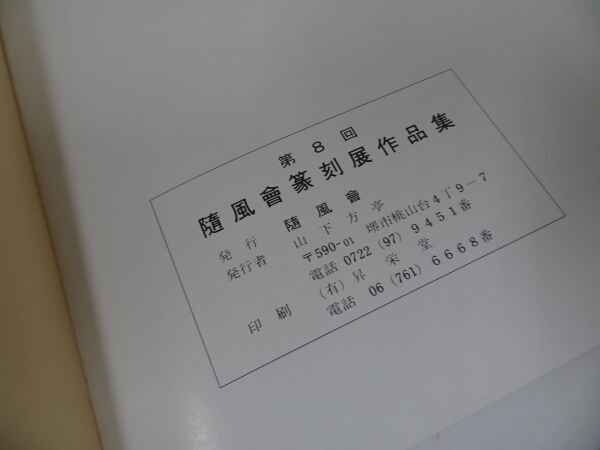 第8回
隨風會篆刻展作品集
発行 隨風會
発行者 山下方亭
〒590-01 堺市桃山台4丁9-7
電話 0722 (97) 9451番
印刷 (有)昇栄堂
電話 06 (761) 6668番